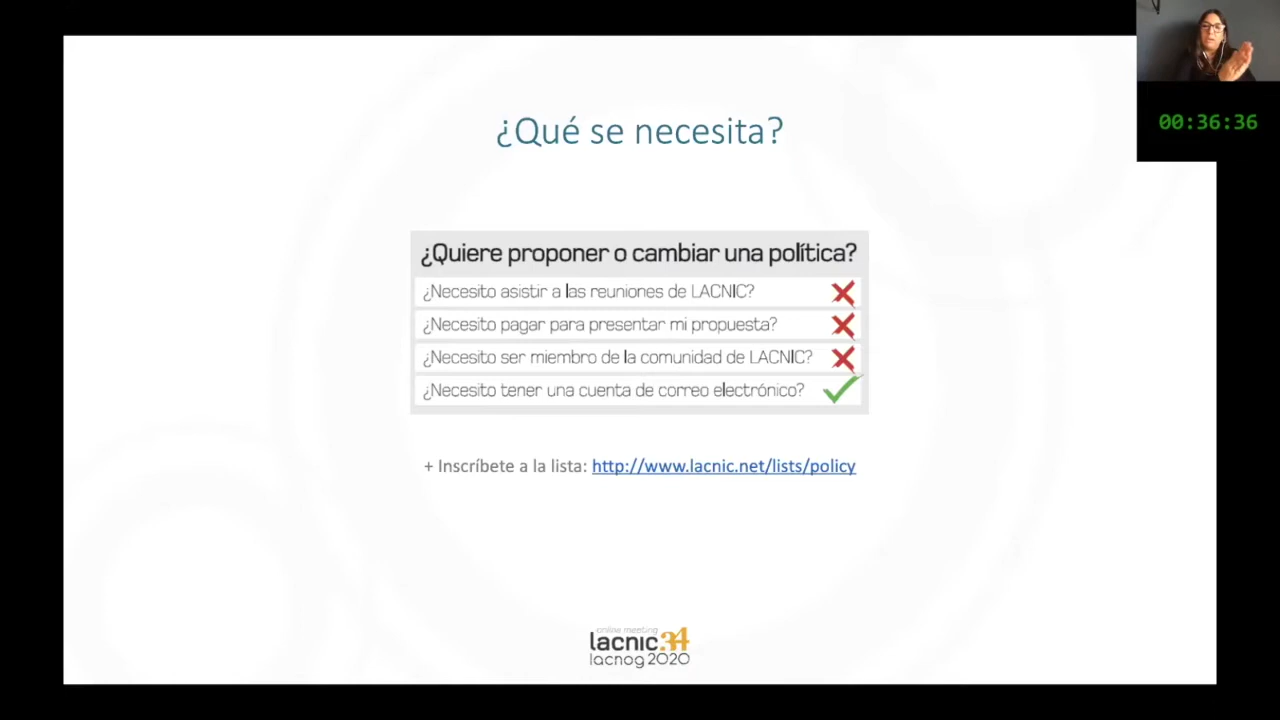 00:36:36
¿Qué se necesita?
¿Quiere proponer o cambiar una política?
¿Necesito asistir a las reuniones de LACNIC?
¿Necesito pagar para presentar mi propuesta?
¿Necesito ser miembro de la comunidad de LACNIC?
¿Necesito tener una cuenta de correo electrónico?
+ Inscríbete a la lista: http://www.lacnic.net/lists/policy
online meeting
lacnic34
lacnog 2020